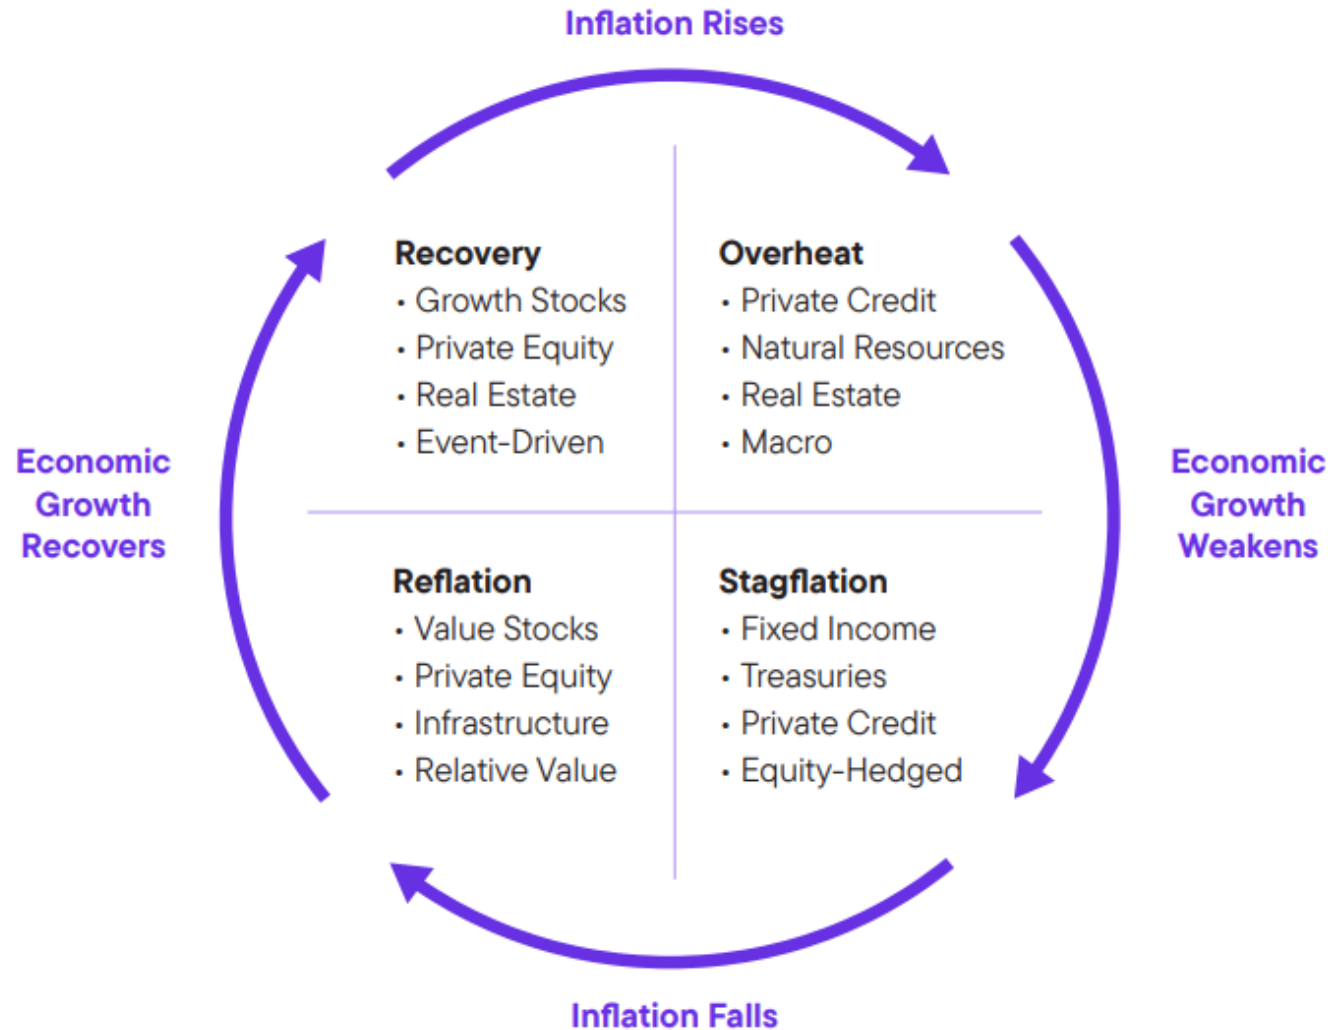 Inflation Rises
Recovery
• Growth Stocks
• Private Equity
• Real Estate
• Event-Driven
Overheat
• Private Credit
• Natural Resources
• Real Estate
• Macro
Economic
Growth
Recovers
Economic
Growth
Weakens
Reflation
• Value Stocks
• Private Equity
• Infrastructure
• Relative Value
Stagflation
• Fixed Income
• Treasuries
• Private Credit
• Equity-Hedged
Inflation Falls